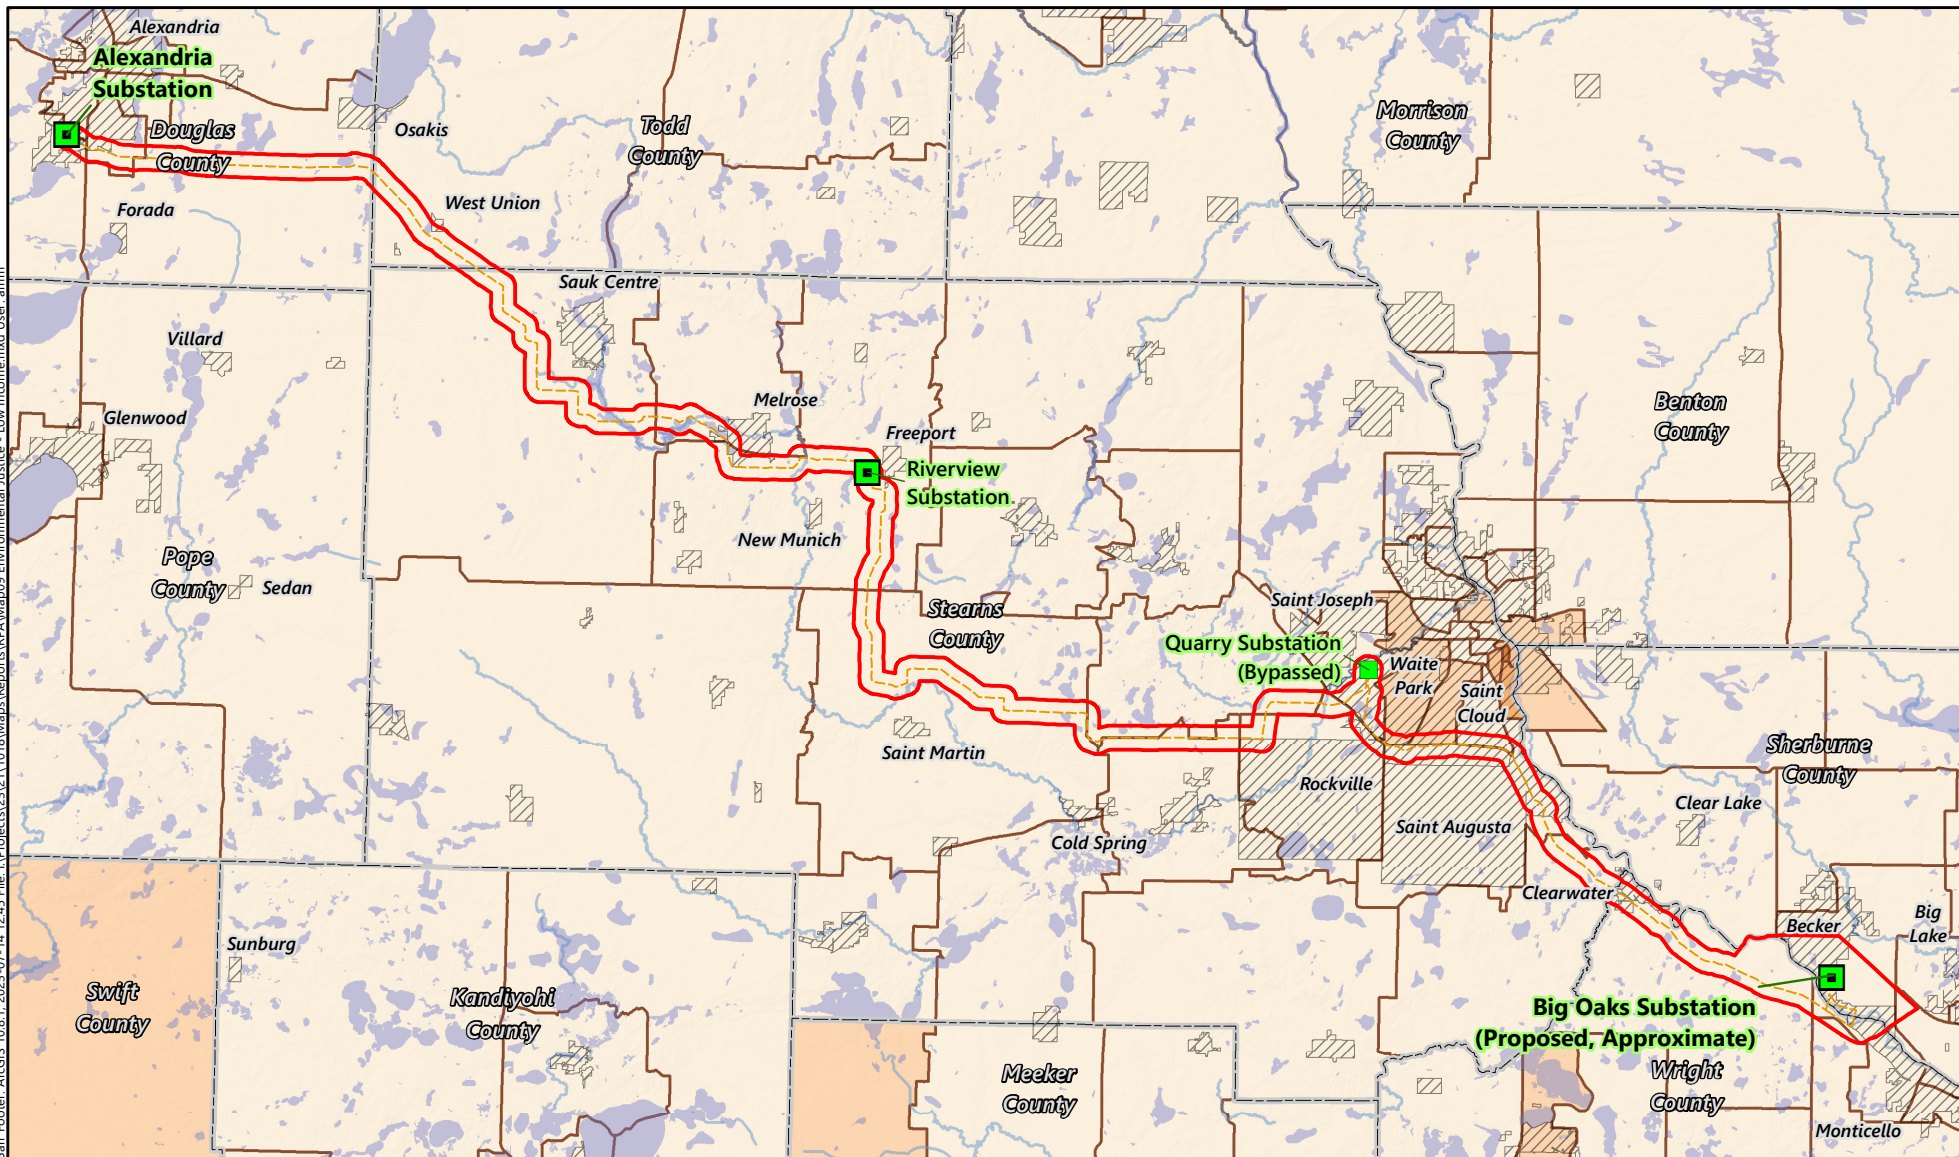 Alexandria
Alexandria
Substation
Douglas
County
Osakis
Todd
County
Morrison
County
Forada
West Union
Sauk Centre
Villard
Glenwood
Melrose
Freeport
Benton
County
Riverview
Substation
New Munich
Pope
County
Sedan
Stearns
County
Saint Joseph
Quarry Substation
(Bypassed)
Waite
Park
Saint
Cloud
Saint Martin
Rockville
Sherburne
County
Clear Lake
Saint Augusta
Cold Spring
Clearwater
Becker
Big
Lake
Sunburg
Swift
County
Kandiyohi
County
Big Oaks Substation
(Proposed, Approximate)
Meeker
County
Wright
County
Monticello